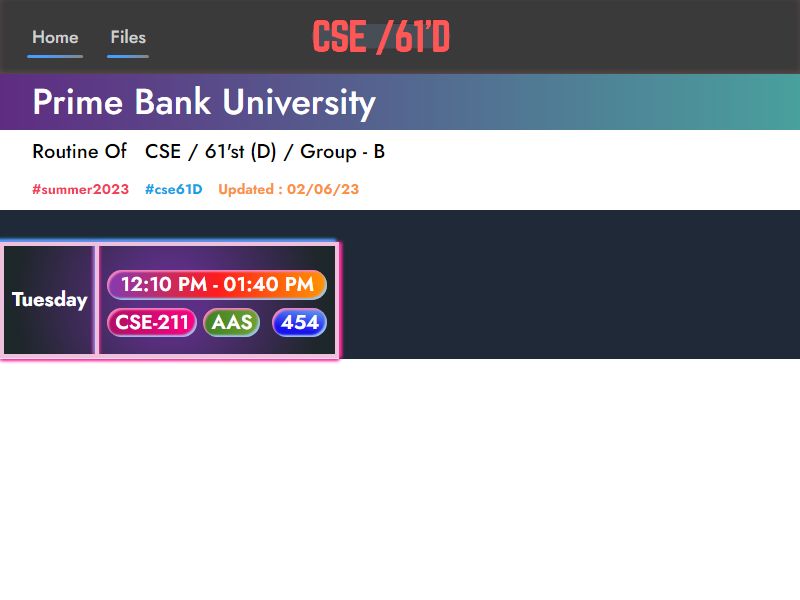 Home Files CSE /61'D
Prime Bank University
Routine Of CSE / 61'st (D) / Group - B
#summer2023 #cse61D Updated : 02/06/23
Tuesday
12:10 PM - 01:40 PM
CSE-211 AAS 454